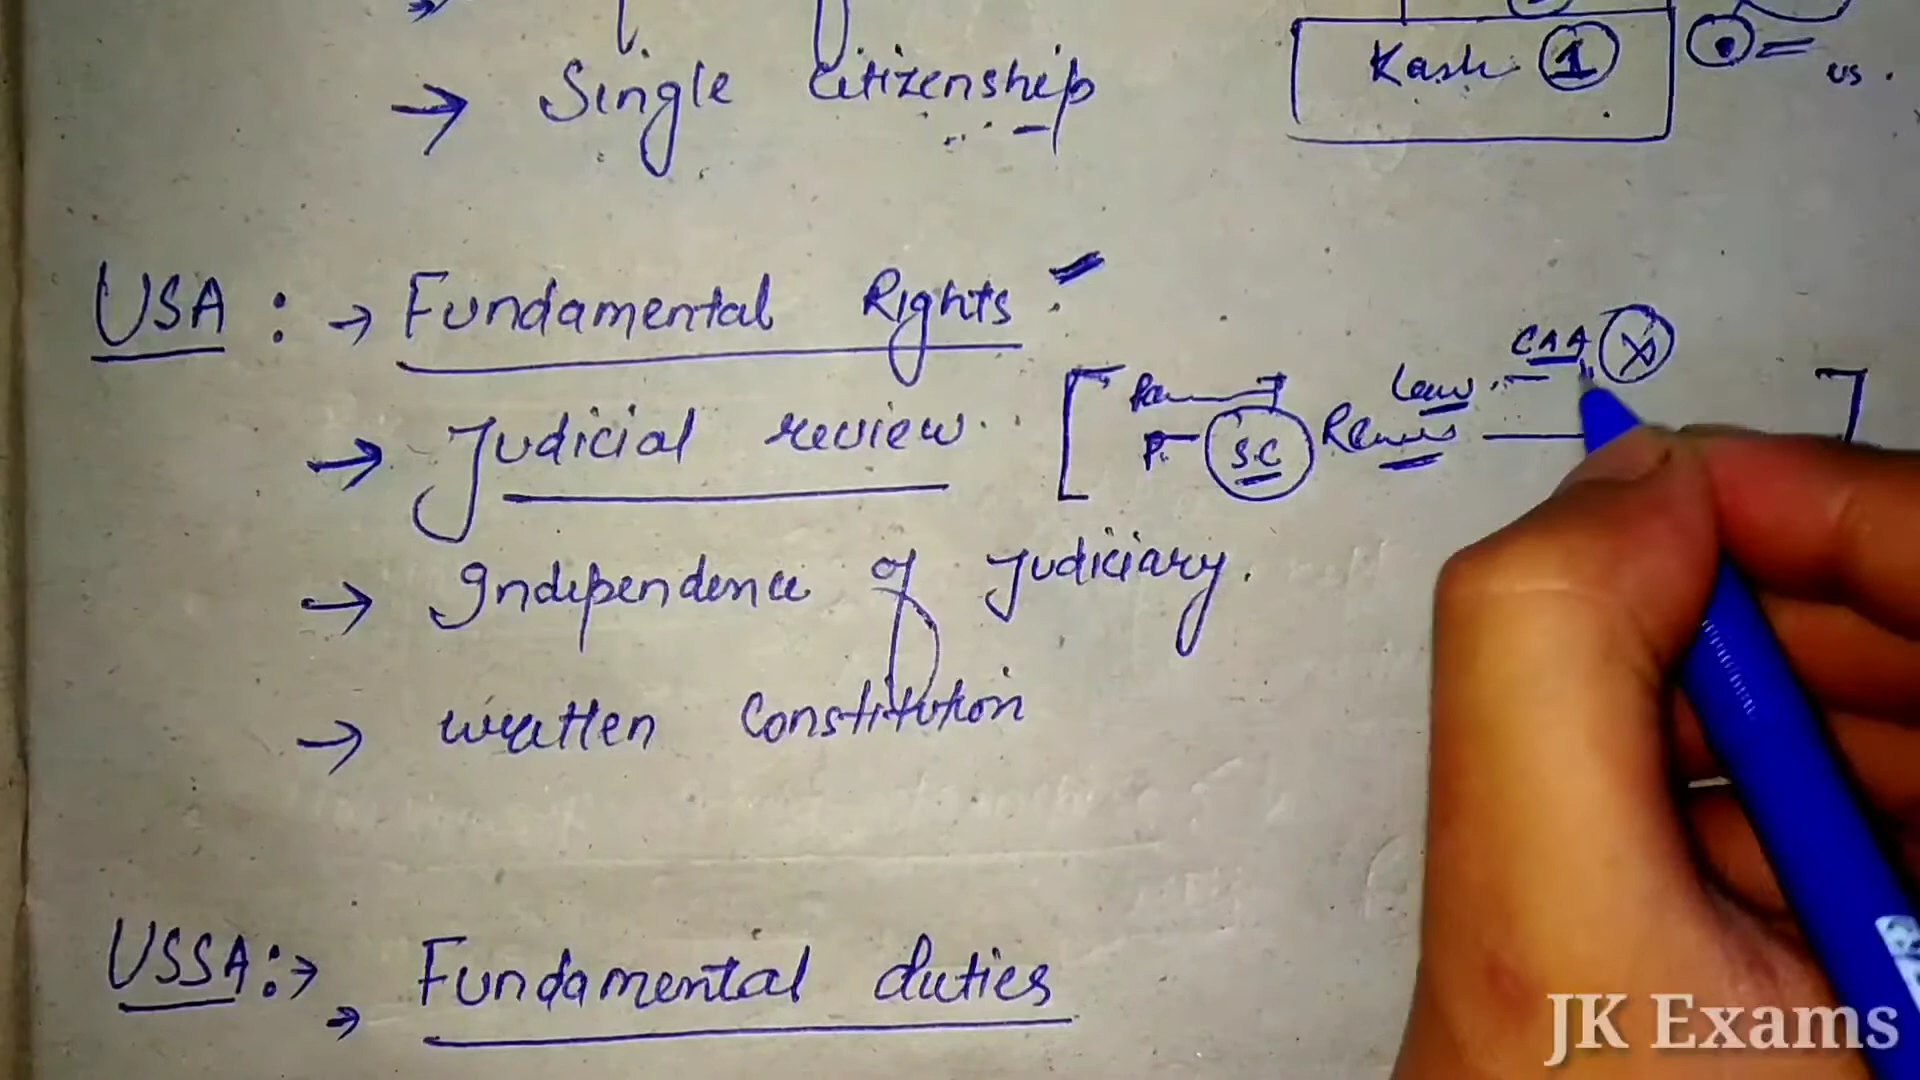 → Single citizenship
Kash 1
us.
USA : → Fundamental Rights.
→ Judicial review
Law
CAA
P. S.C
→ Independence of Judiciary.
→ written Constitution
USSA :→ Fundamental duties
JK Exams